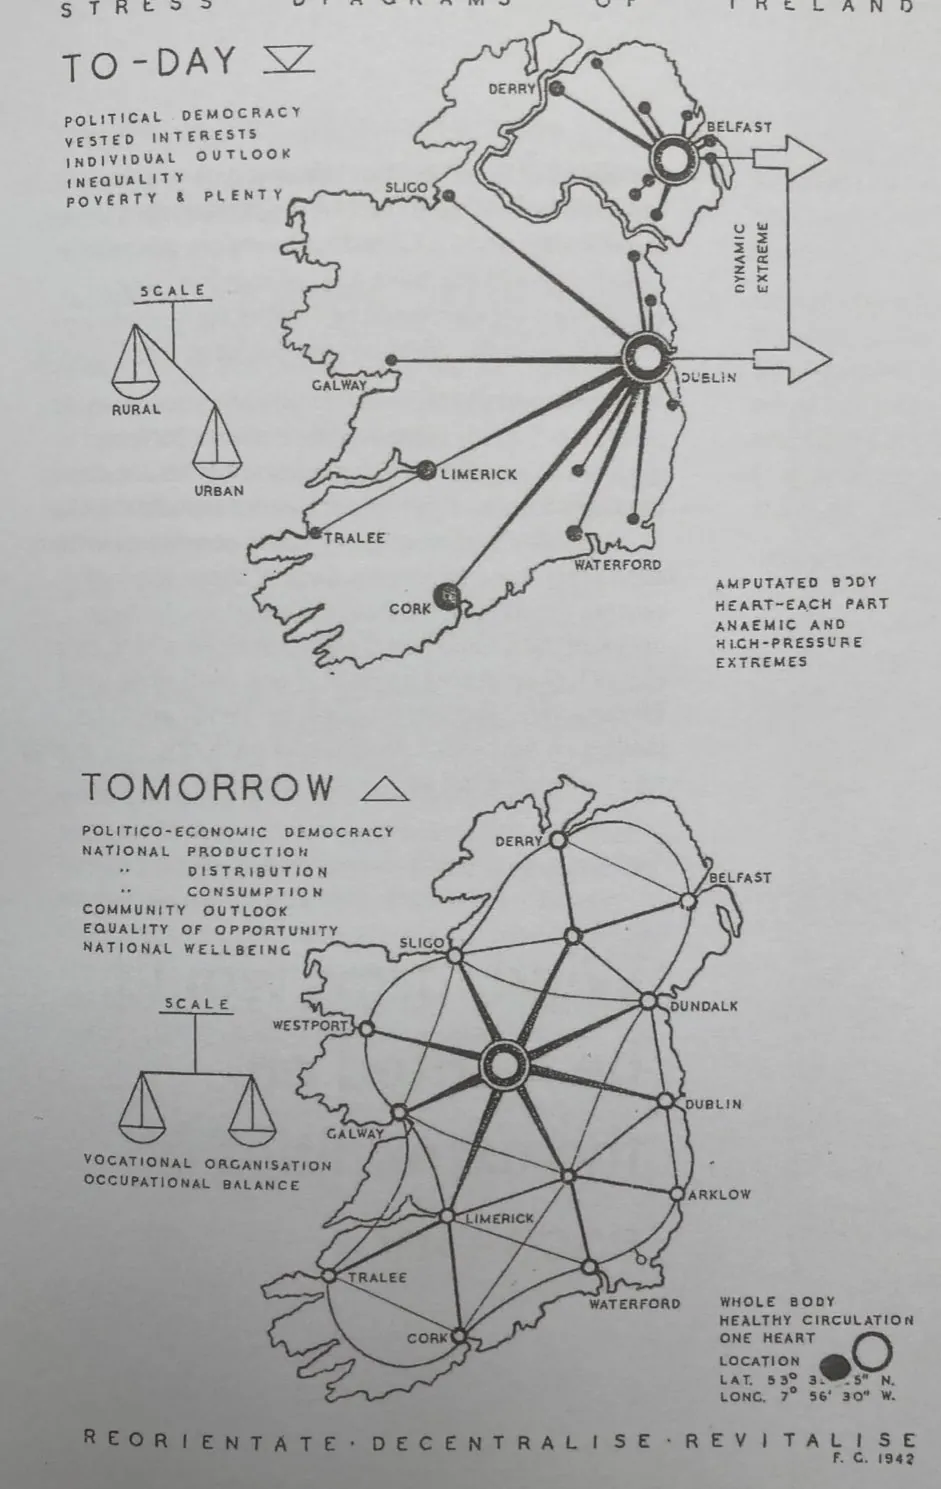 STRESS DIAGRAMS OF IRELAND
TO-DAY
POLITICAL DEMOCRACY
VESTED INTERESTS
INDIVIDUAL OUTLOOK
INEQUALITY
POVERTY & PLENTY
DERRY
BELFAST
SLIGO
DYNAMIC
EXTREME
SCALE
RURAL
URBAN
GALWAY
DUBLIN
LIMERICK
TRALEE
WATERFORD
CORK
AMPUTATED BODY
HEART-EACH PART
ANAEMIC AND
HIGH-PRESSURE
EXTREMES
TOMORROW
POLITICO-ECONOMIC DEMOCRACY
NATIONAL PRODUCTION
" DISTRIBUTION
" CONSUMPTION
COMMUNITY OUTLOOK
EQUALITY OF OPPORTUNITY
NATIONAL WELLBEING
DERRY
BELFAST
SLIGO
SCALE
WESTPORT
DUNDALK
DUBLIN
GALWAY
VOCATIONAL ORGANISATION
OCCUPATIONAL BALANCE
ARKLOW
LIMERICK
TRALEE
WATERFORD
CORK
WHOLE BODY
HEALTHY CIRCULATION
ONE HEART
LOCATION
LAT. 53° N.
LONG. 7° 56' 30" W.
REORIENTATE · DECENTRALISE · REVITALISE
F. G. 1942